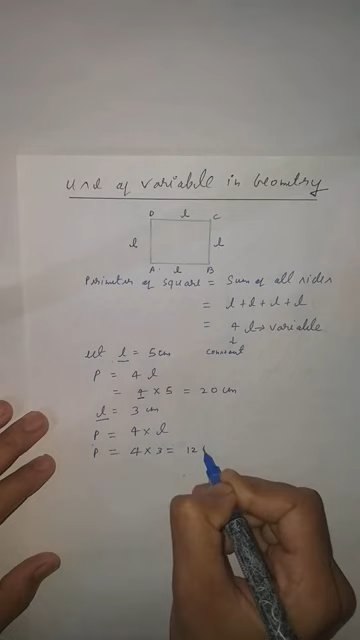 Use of Variable in Geometry
D l C
l l
A l B
Perimeter of square = Sum of all sides
= l + l + l + l
= 4 l → variable
↓
constant
let l = 5 cm
P = 4 l
= 4 × 5 = 20 cm
l = 3 cm
P = 4 × l
P = 4 × 3 = 12